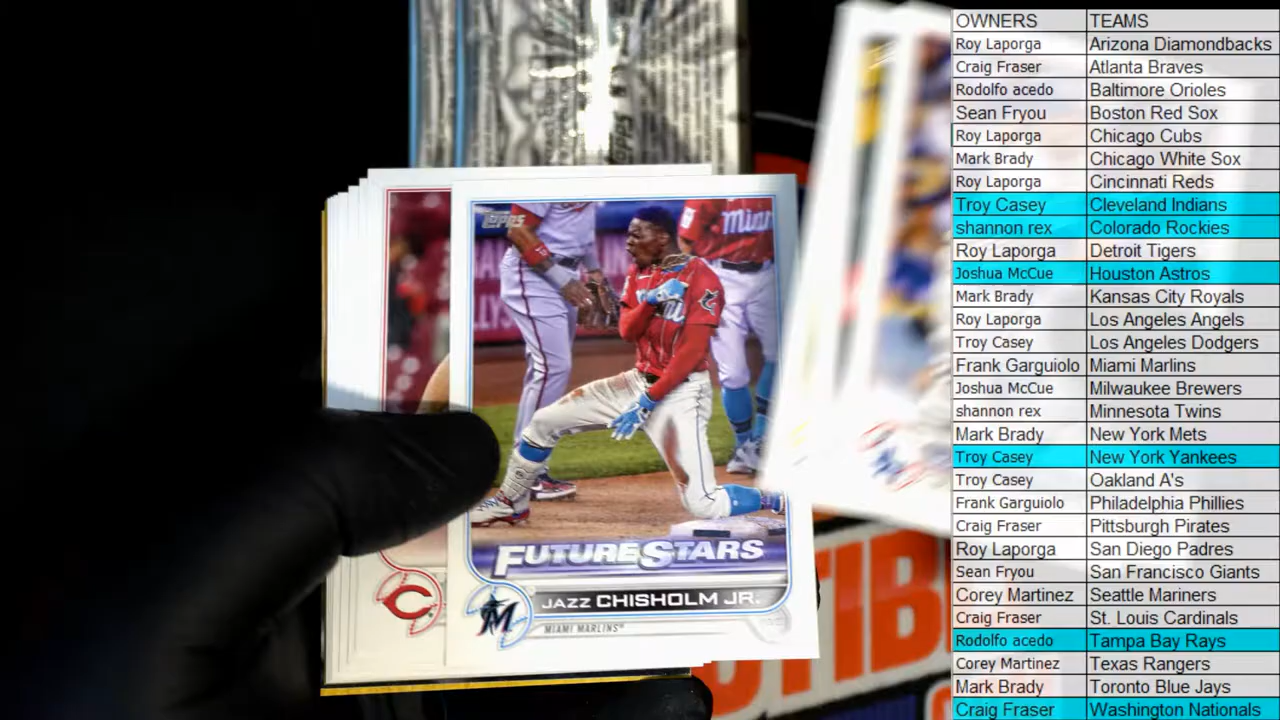 TOPPS
Miam
FUTURE STARS
JAZZ CHISHOLM JR.
MIAMI MARLINS
OWNERS TEAMS
Roy Laporga Arizona Diamondbacks
Craig Fraser Atlanta Braves
Rodolfo acedo Baltimore Orioles
Sean Fryou Boston Red Sox
Roy Laporga Chicago Cubs
Mark Brady Chicago White Sox
Roy Laporga Cincinnati Reds
Troy Casey Cleveland Indians
shannon rex Colorado Rockies
Roy Laporga Detroit Tigers
Joshua McCue Houston Astros
Mark Brady Kansas City Royals
Roy Laporga Los Angeles Angels
Troy Casey Los Angeles Dodgers
Frank Garguiolo Miami Marlins
Joshua McCue Milwaukee Brewers
shannon rex Minnesota Twins
Mark Brady New York Mets
Troy Casey New York Yankees
Troy Casey Oakland A's
Frank Garguiolo Philadelphia Phillies
Craig Fraser Pittsburgh Pirates
Roy Laporga San Diego Padres
Sean Fryou San Francisco Giants
Corey Martinez Seattle Mariners
Craig Fraser St. Louis Cardinals
Rodolfo acedo Tampa Bay Rays
Corey Martinez Texas Rangers
Mark Brady Toronto Blue Jays
Craig Fraser Washington Nationals